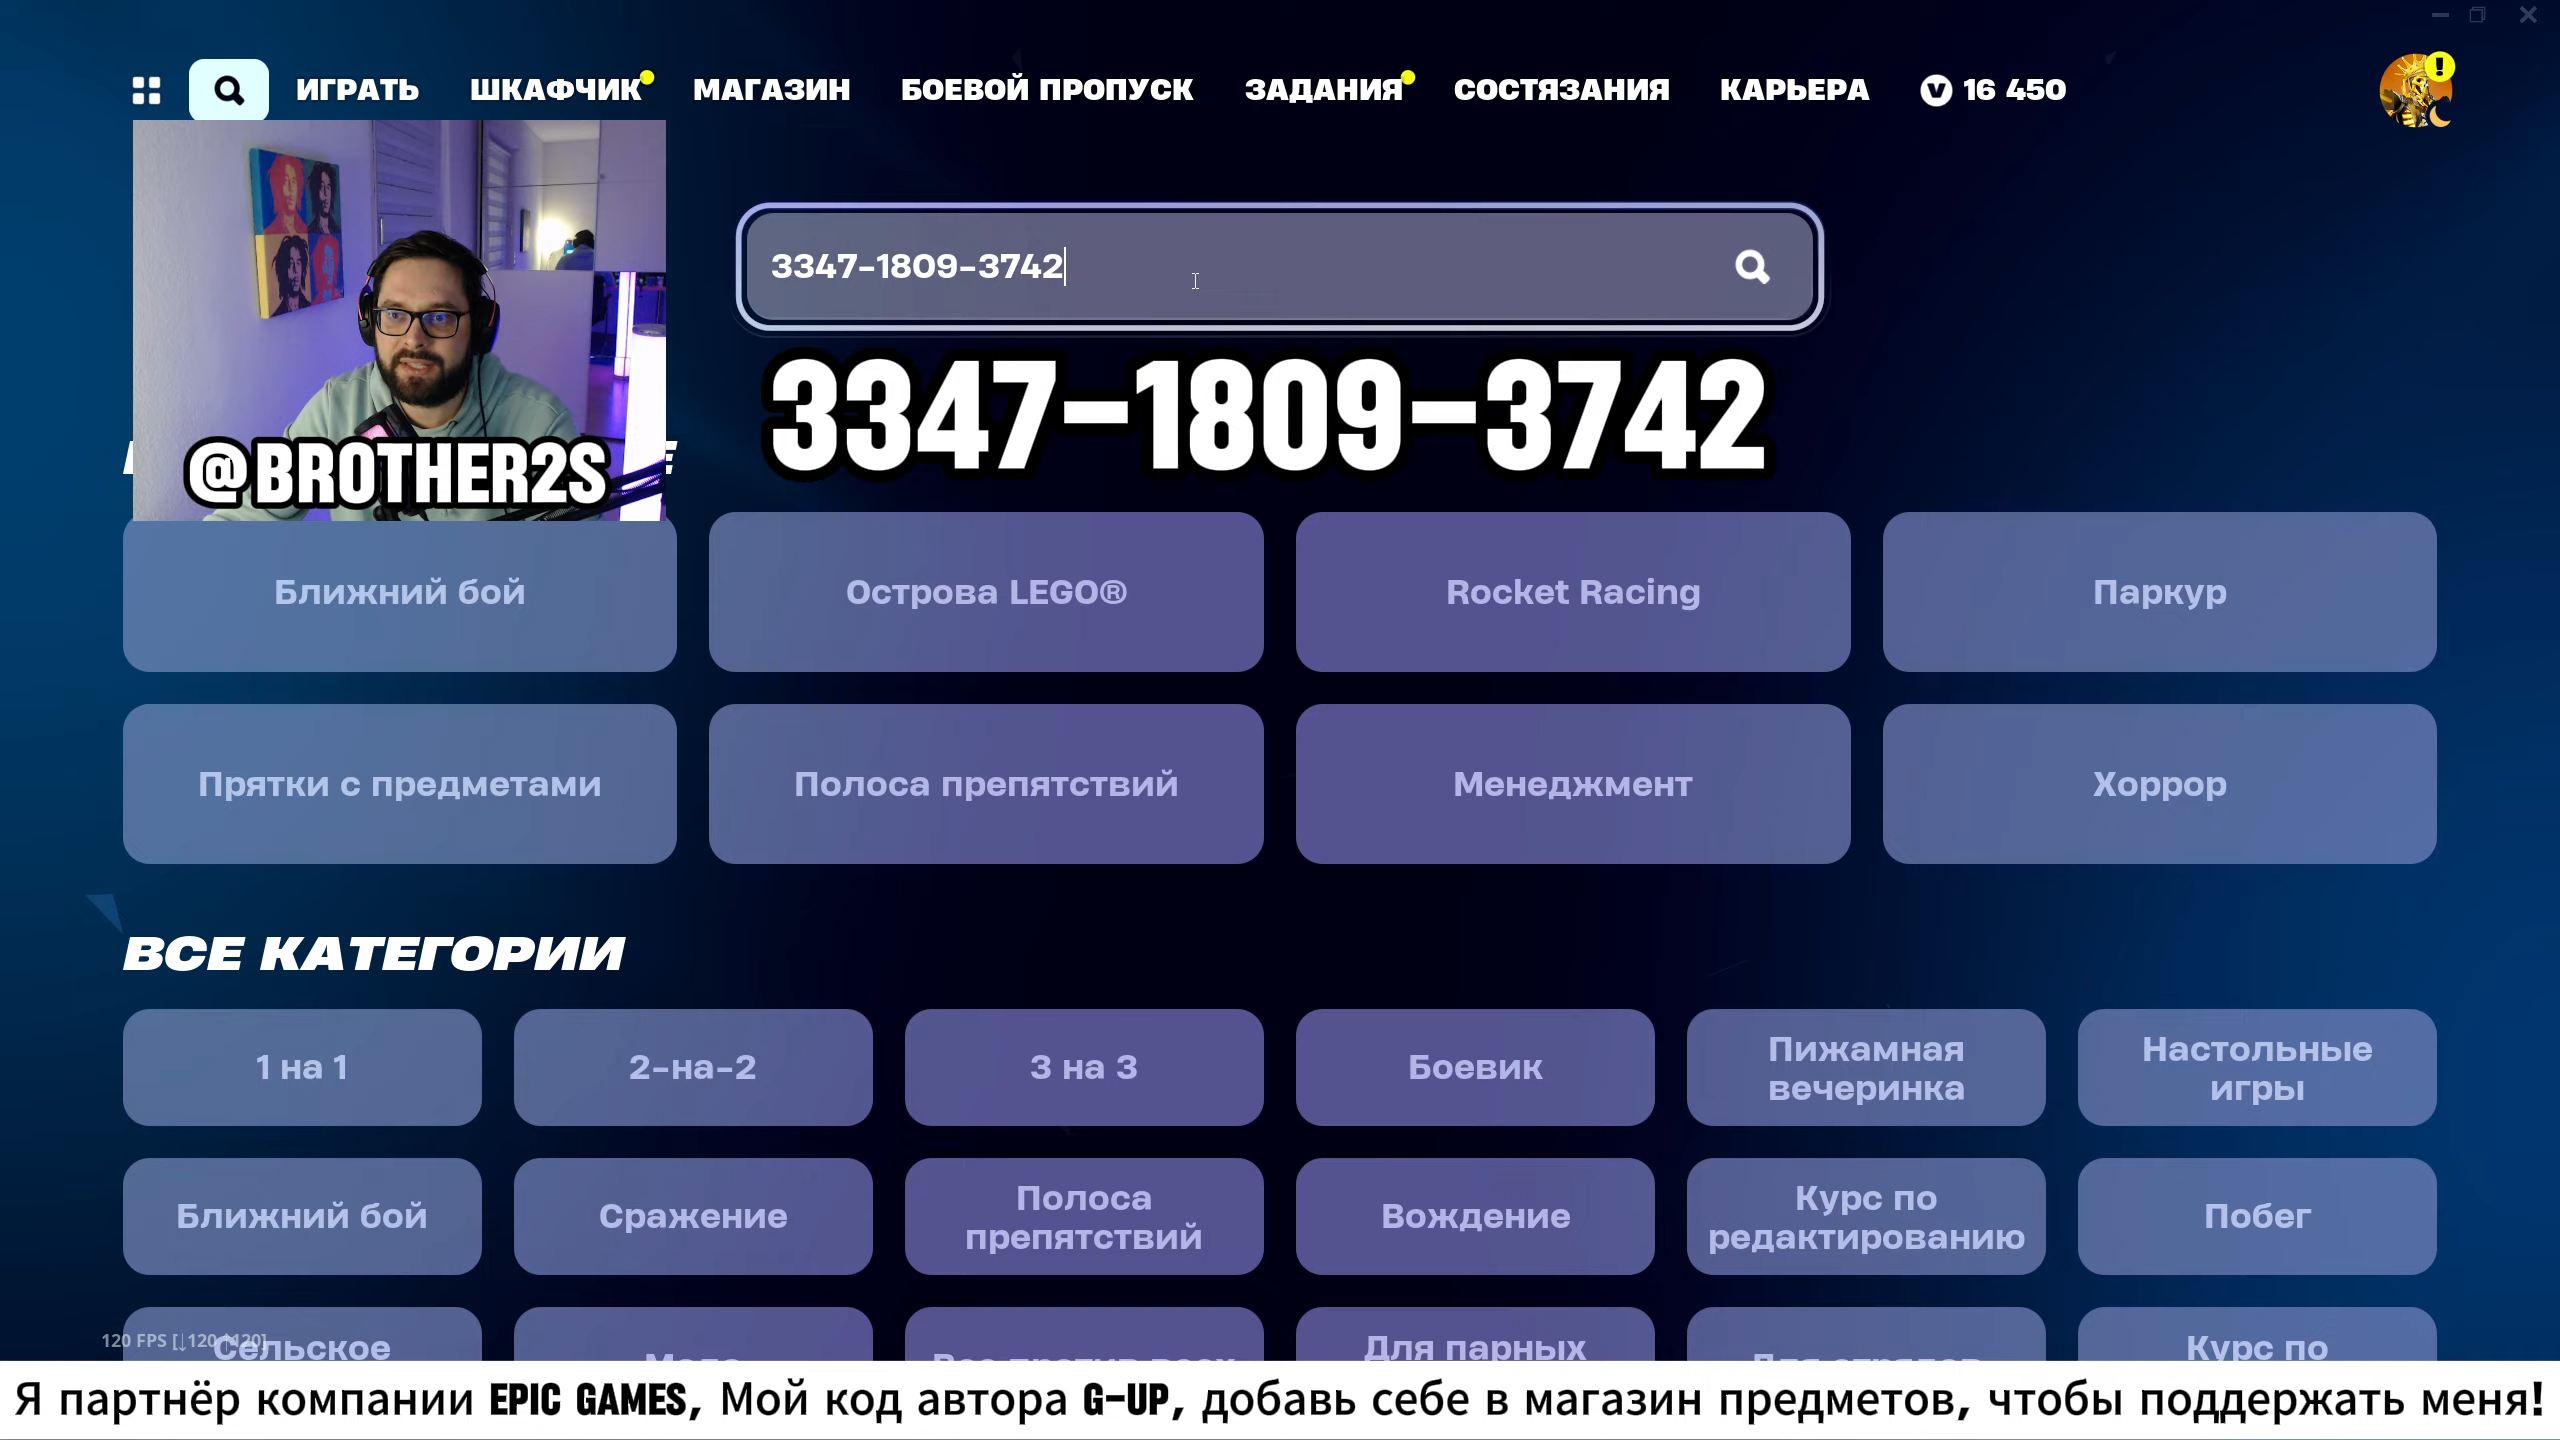 ИГРАТЬ ШКАФЧИК МАГАЗИН БОЕВОЙ ПРОПУСК ЗАДАНИЯ СОСТЯЗАНИЯ КАРЬЕРА V 16 450 !
3347-1809-3742
3347-1809-3742
@BROTHER2S
Ближний бой
Острова LEGO®
Rocket Racing
Паркур
Прятки с предметами
Полоса препятствий
Менеджмент
Хоррор
ВСЕ КАТЕГОРИИ
1 на 1
2-на-2
3 на 3
Боевик
Пижамная
вечеринка
Настольные
игры
Ближний бой
Сражение
Полоса
препятствий
Вождение
Курс по
редактированию
Побег
120 FPS [↓120 ↑120]
Сельское
Для парных
Курс по
Я партнёр компании EPIC GAMES, Мой код автора G-UP, добавь себе в магазин предметов, чтобы поддержать меня!